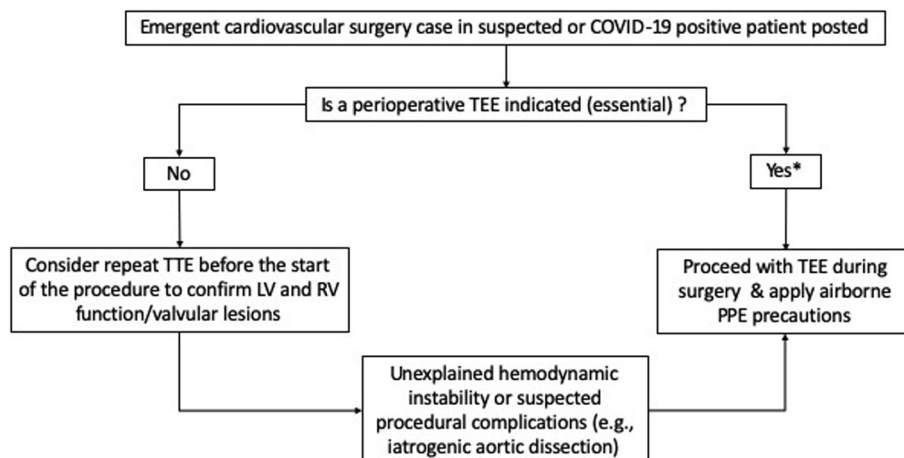 Emergent cardiovascular surgery case in suspected or COVID-19 positive patient posted
Is a perioperative TEE indicated (essential) ?
No
Yes*
Consider repeat TTE before the start
of the procedure to confirm LV and RV
function/valvular lesions
Proceed with TEE during
surgery & apply airborne
PPE precautions
Unexplained hemodynamic
instability or suspected
procedural complications (e.g.,
iatrogenic aortic dissection)